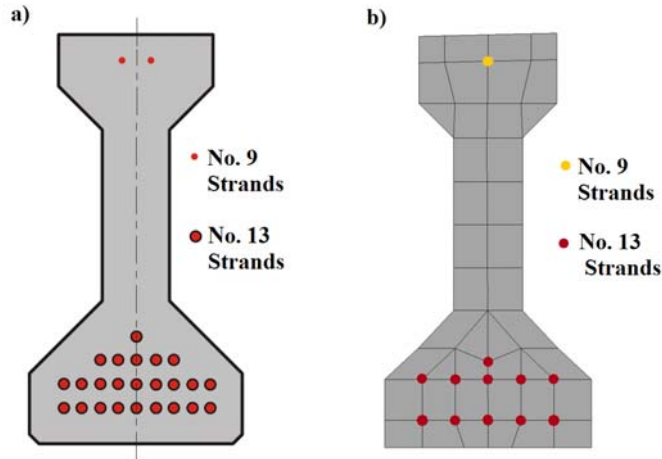 a)
No. 9
Strands
No. 13
Strands
b)
No. 9
Strands
No. 13
Strands